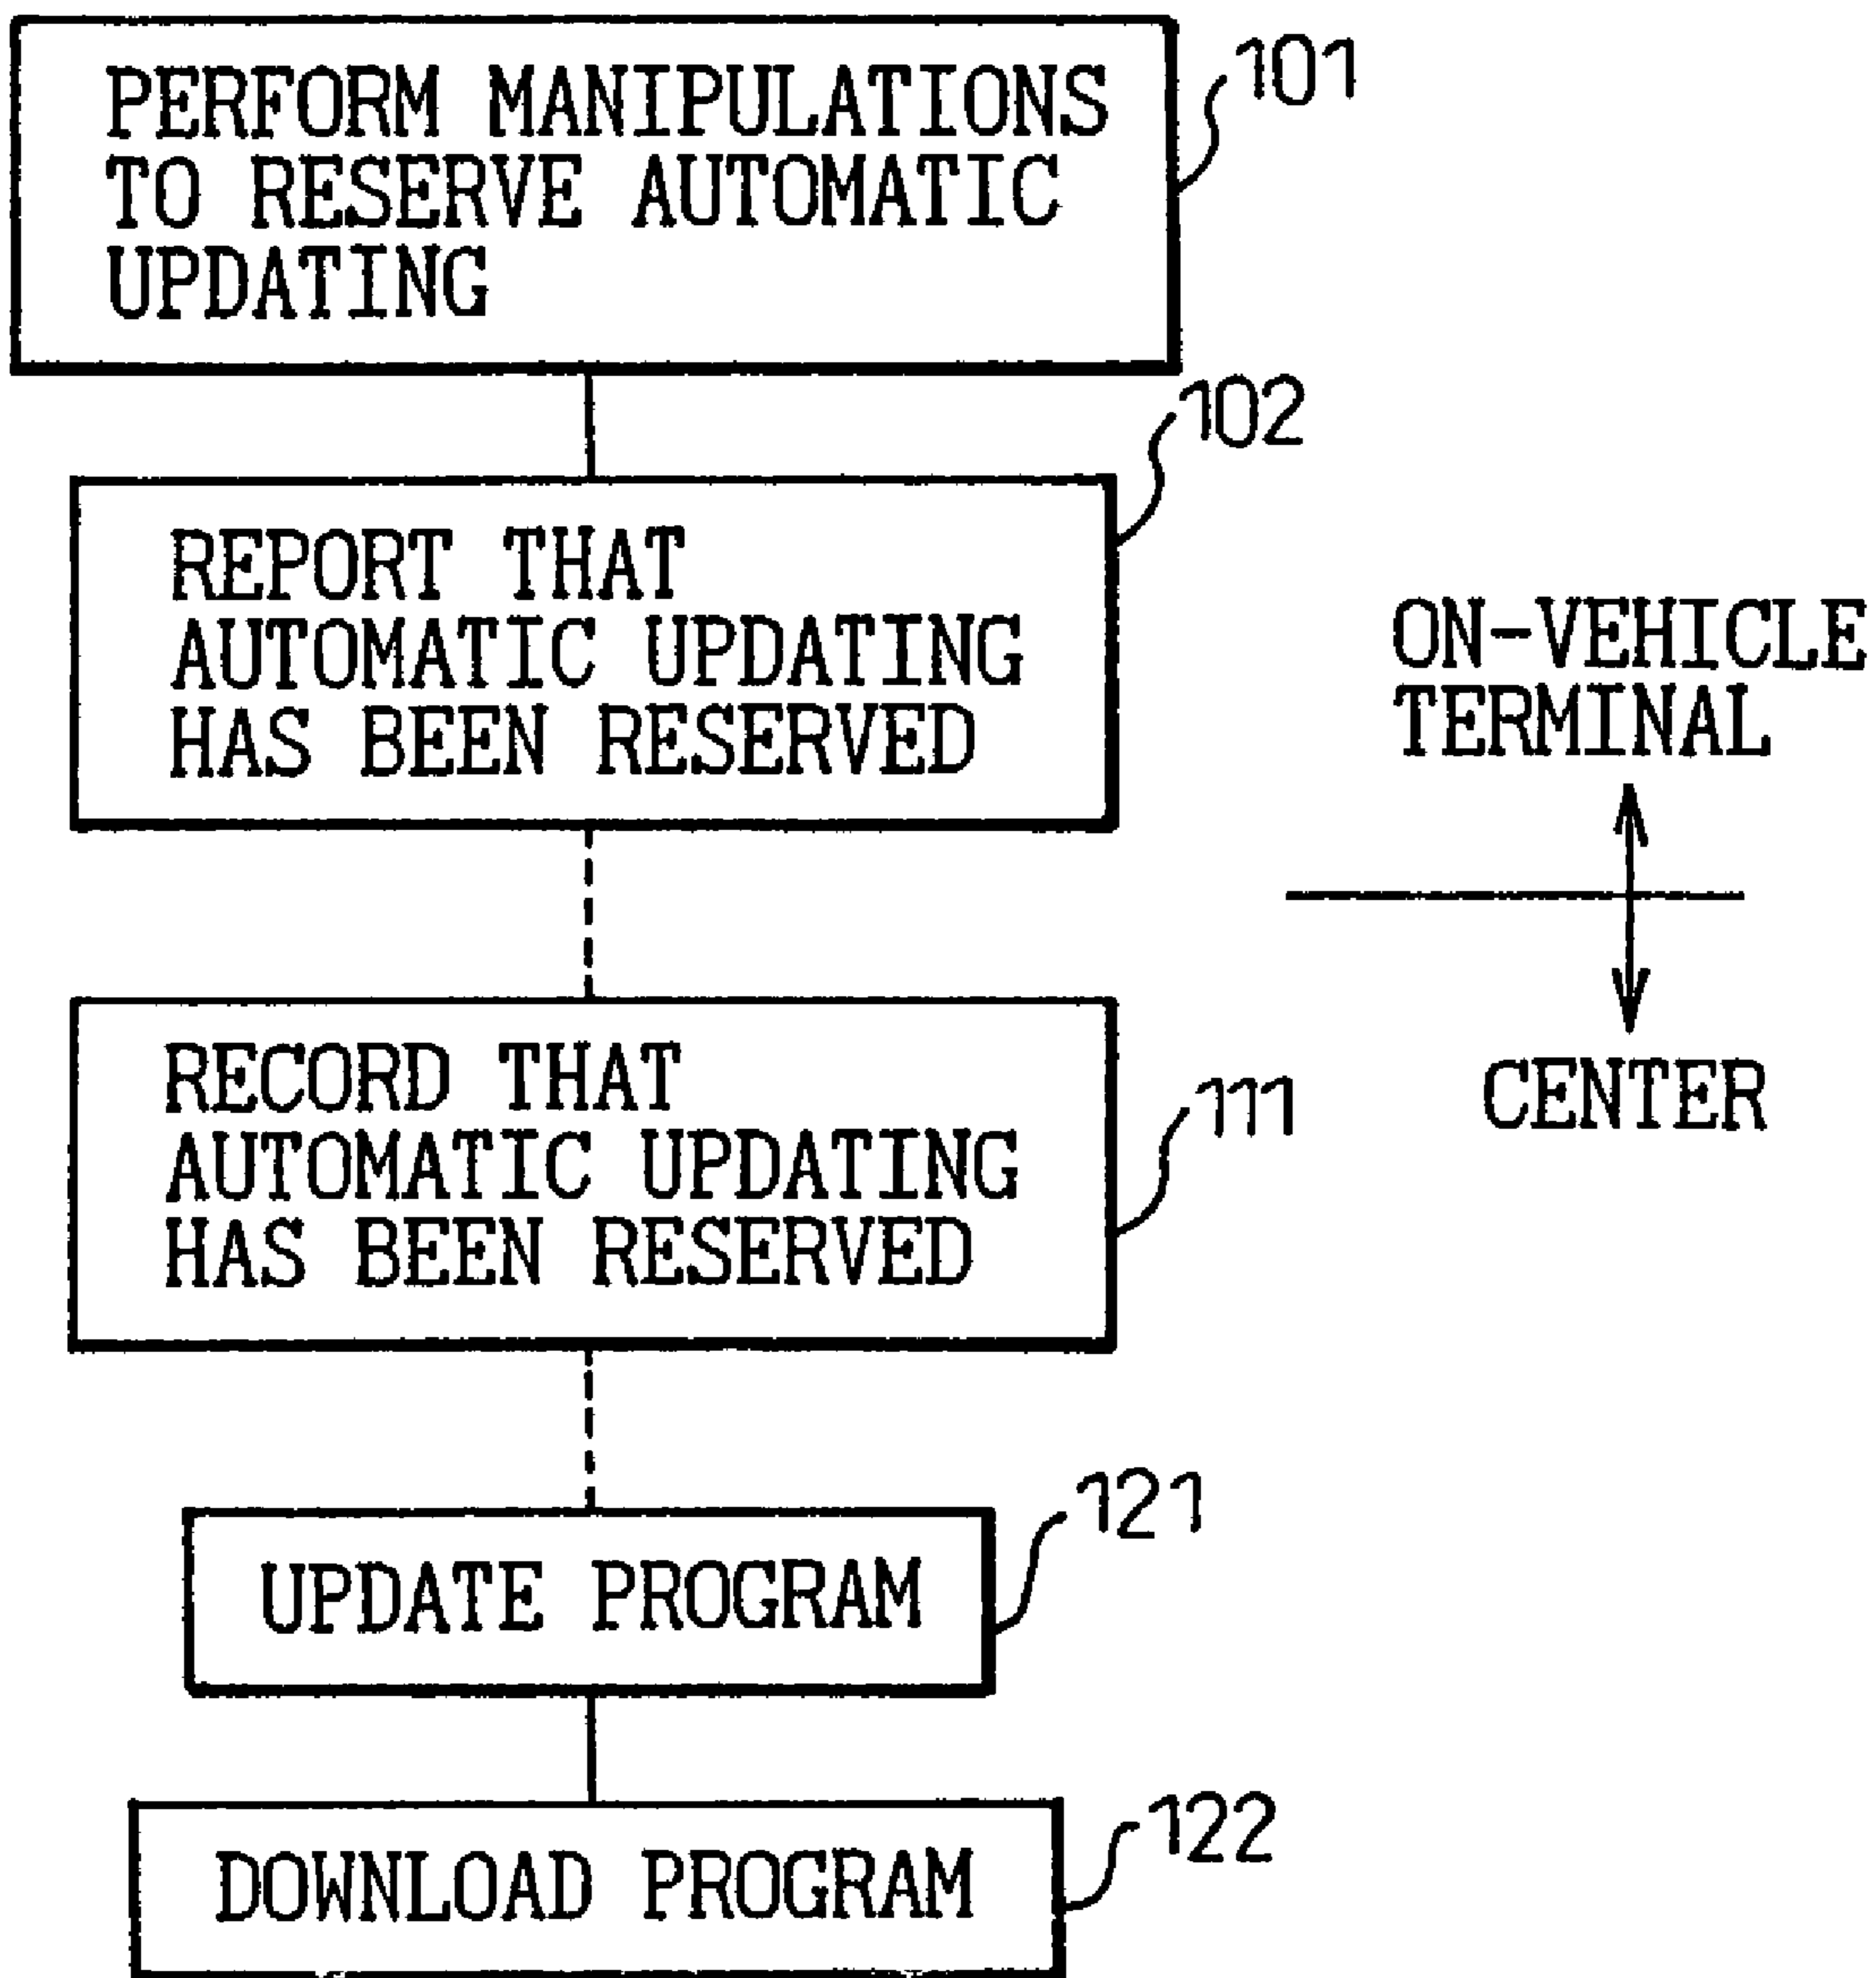 PERFORM MANIPULATIONS
TO RESERVE AUTOMATIC
UPDATING
101
102
REPORT THAT
AUTOMATIC UPDATING
HAS BEEN RESERVED
ON-VEHICLE
TERMINAL
CENTER
RECORD THAT
AUTOMATIC UPDATING
HAS BEEN RESERVED
111
UPDATE PROGRAM
121
DOWNLOAD PROGRAM
122